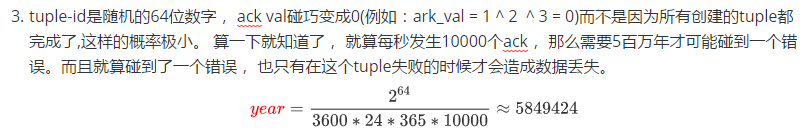 3. tuple-id是随机的64位数字， ack val碰巧变成0(例如：ark_val = 1 ^ 2 ^ 3 = 0)而不是因为所有创建的tuple都
完成了,这样的概率极小。 算一下就知道了， 就算每秒发生10000个ack， 那么需要5百万年才可能碰到一个错
误。而且就算碰到了一个错误， 也只有在这个tuple失败的时候才会造成数据丢失。
year = 2^64 / (3600 * 24 * 365 * 10000) ≈ 5849424